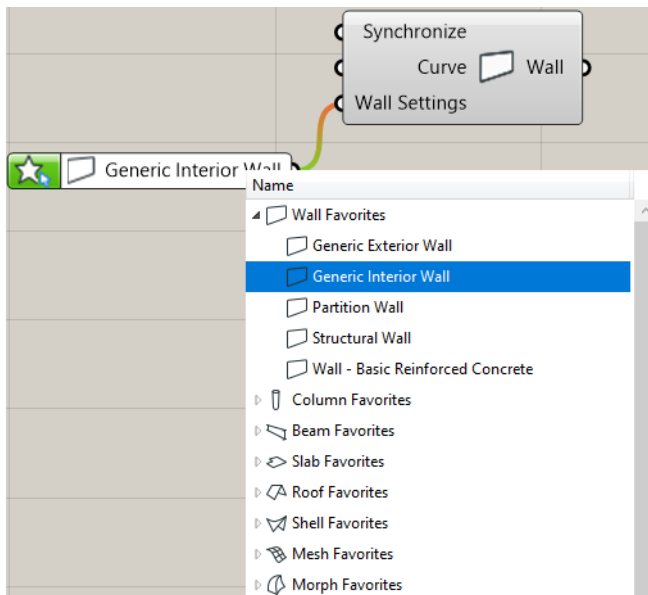 Synchronize
Curve
Wall
Wall Settings
Generic Interior Wall
Name
Wall Favorites
Generic Exterior Wall
Generic Interior Wall
Partition Wall
Structural Wall
Wall - Basic Reinforced Concrete
Column Favorites
Beam Favorites
Slab Favorites
Roof Favorites
Shell Favorites
Mesh Favorites
Morph Favorites